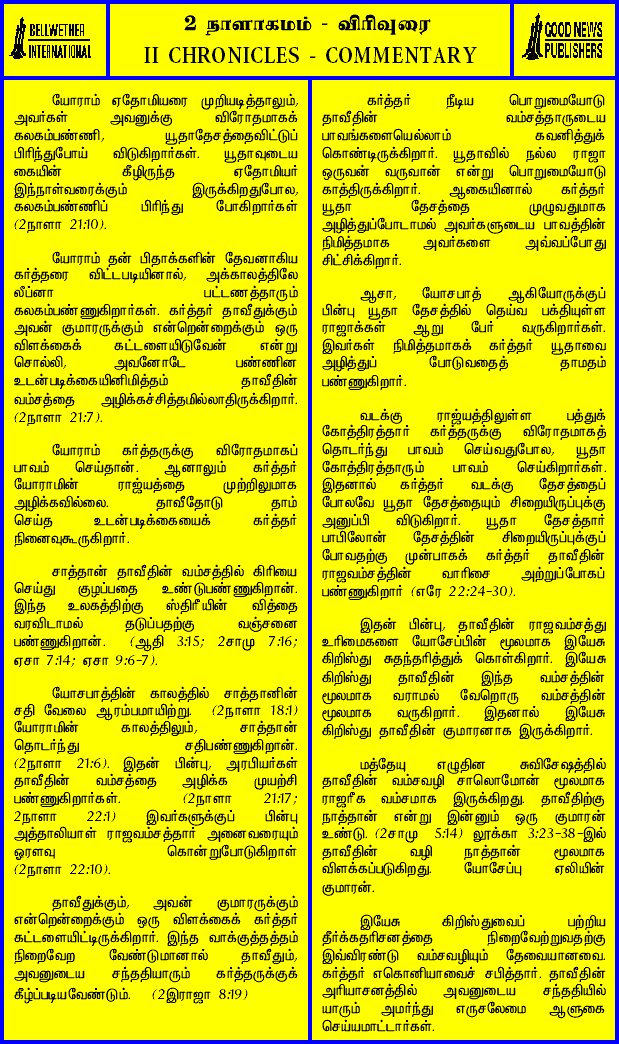 BELLWETHER
INTERNATIONAL
2 நாளாகமம் - விரிவுரை
II CHRONICLES - COMMENTARY
GOOD NEWS
PUBLISHERS
யோராம் ஏதோமியரை முறியடித்தாலும்,
அவர்கள் அவனுக்கு விரோதமாகக்
கலகம்பண்ணி, யூதாதேசத்தைவிட்டுப்
பிரிந்துபோய் விடுகிறார்கள். யூதாவுடைய
கையின் கீழிருந்த ஏதோமியர்
இந்நாள்வரைக்கும் இருக்கிறதுபோல,
கலகம்பண்ணிப் பிரிந்து போகிறார்கள்
(2நாளா 21:10).
யோராம் தன் பிதாக்களின் தேவனாகிய
கர்த்தரை விட்டபடியினால், அக்காலத்திலே
லீப்னா பட்டணத்தாரும்
கலகம்பண்ணுகிறார்கள். கர்த்தர் தாவீதுக்கும்
அவன் குமாரருக்கும் என்றென்றைக்கும் ஒரு
விளக்கைக் கட்டளையிடுவேன் என்று
சொல்லி, அவனோடே பண்ணின
உடன்படிக்கையினிமித்தம் தாவீதின்
வம்சத்தை அழிக்கச்சித்தமில்லாதிருக்கிறார்.
(2நாளா 21:7).
யோராம் கர்த்தருக்கு விரோதமாகப்
பாவம் செய்தான். ஆனாலும் கர்த்தர்
யோராமின் ராஜ்யத்தை முற்றிலுமாக
அழிக்கவில்லை. தாவீதோடு தாம்
செய்த உடன்படிக்கையைக் கர்த்தர்
நினைவுகூருகிறார்.
சாத்தான் தாவீதின் வம்சத்தில் கிரியை
செய்து குழப்பதை உண்டுபண்ணுகிறான்.
இந்த உலகத்திற்கு ஸ்திரீயின் வித்தை
வரவிடாமல் தடுப்பதற்கு வஞ்சனை
பண்ணுகிறான். (ஆதி 3:15; 2சாமு 7:16;
ஏசா 7:14; ஏசா 9:6-7).
யோசபாத்தின் காலத்தில் சாத்தானின்
சதி வேலை ஆரம்பமாயிற்று. (2நாளா 18:1)
யோராமின் காலத்திலும், சாத்தான்
தொடர்ந்து சதிபண்ணுகிறான்.
(2நாளா 21:6). இதன் பின்பு, அரபியர்கள்
தாவீதின் வம்சத்தை அழிக்க முயற்சி
பண்ணுகிறார்கள். (2நாளா 21:17;
2நாளா 22:1) இவர்களுக்குப் பின்பு
அத்தாலியாள் ராஜவம்சத்தார் அனைவரையும்
ஓரளவு கொன்றுபோடுகிறாள்
(2நாளா 22:10).
தாவீதுக்கும், அவன் குமாரருக்கும்
என்றென்றைக்கும் ஒரு விளக்கைக் கர்த்தர்
கட்டளையிட்டிருக்கிறார். இந்த வாக்குத்தத்தம்
நிறைவேற வேண்டுமானால் தாவீதும்,
அவனுடைய சந்ததியாரும் கர்த்தருக்குக்
கீழ்ப்படியவேண்டும். (2இராஜா 8:19)
கர்த்தர் நீடிய பொறுமையோடு
தாவீதின் வம்சத்தாருடைய
பாவங்களையெல்லாம் கவனித்துக்
கொண்டிருக்கிறார். யூதாவில் நல்ல ராஜா
ஒருவன் வருவான் என்று பொறுமையோடு
காத்திருக்கிறார். ஆகையினால் கர்த்தர்
யூதா தேசத்தை முழுவதுமாக
அழித்துப்போடாமல் அவர்களுடைய பாவத்தின்
நிமித்தமாக அவர்களை அவ்வப்போது
சிட்சிக்கிறார்.
ஆசா, யோசபாத் ஆகியோருக்குப்
பின்பு யூதா தேசத்தில் தெய்வ பக்தியுள்ள
ராஜாக்கள் ஆறு பேர் வருகிறார்கள்.
இவர்கள் நிமித்தமாகக் கர்த்தர் யூதாவை
அழித்துப் போடுவதைத் தாமதம்
பண்ணுகிறார்.
வடக்கு ராஜ்யத்திலுள்ள பத்துக்
கோத்திரத்தார் கர்த்தருக்கு விரோதமாகத்
தொடர்ந்து பாவம் செய்வதுபோல, யூதா
கோத்திரத்தாரும் பாவம் செய்கிறார்கள்.
இதனால் கர்த்தர் வடக்கு தேசத்தைப்
போலவே யூதா தேசத்தையும் சிறையிருப்புக்கு
அனுப்பி விடுகிறார். யூதா தேசத்தார்
பாபிலோன் தேசத்தின் சிறையிருப்புக்குப்
போவதற்கு முன்பாகக் கர்த்தர் தாவீதின்
ராஜவம்சத்தின் வாரிசை அற்றுப்போகப்
பண்ணுகிறார் (எரே 22:24-30).
இதன் பின்பு, தாவீதின் ராஜவம்சத்து
உரிமைகளை யோசேப்பின் மூலமாக இயேசு
கிறிஸ்து சுதந்தரித்துக் கொள்கிறார். இயேசு
கிறிஸ்து தாவீதின் இந்த வம்சத்தின்
மூலமாக வராமல் வேறொரு வம்சத்தின்
மூலமாக வருகிறார். இதனால் இயேசு
கிறிஸ்து தாவீதின் குமாரனாக இருக்கிறார்.
மத்தேயு எழுதின சுவிசேஷத்தில்
தாவீதின் வம்சவழி சாலொமோன் மூலமாக
ராஜரீக வம்சமாக இருக்கிறது. தாவீதிற்கு
நாத்தான் என்று இன்னும் ஒரு குமாரன்
உண்டு. (2சாமு 5:14) லூக்கா 3:23-38-இல்
தாவீதின் வழி நாத்தான் மூலமாக
விளக்கப்படுகிறது. யோசேப்பு ஏலியின்
குமாரன்.
இயேசு கிறிஸ்துவைப் பற்றிய
தீர்க்கதரிசனத்தை நிறைவேற்றுவதற்கு
இவ்விரண்டு வம்சவழியும் தேவையானவை.
கர்த்தர் எகொனியாவைச் சபித்தார். தாவீதின்
அரியாசனத்தில் அவனுடைய சந்ததியில்
யாரும் அமர்ந்து எருசலேமை ஆளுகை
செய்யமாட்டார்கள்.